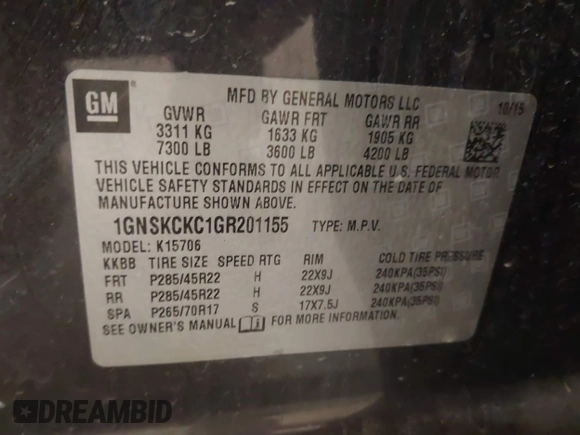 GM
MFD BY GENERAL MOTORS LLC
10/15
GVWR GAWR FRT GAWR RR
3311 KG 1633 KG 1905 KG
7300 LB 3600 LB 4200 LB
THIS VEHICLE CONFORMS TO ALL APPLICABLE U.S. FEDERAL MOTOR
VEHICLE SAFETY STANDARDS IN EFFECT ON THE DATE OF
MANUFACTURE SHOWN ABOVE.
1GNSKCKC1GR201155 TYPE: M.P.V.
MODEL: K15706
KKBB TIRE SIZE SPEED RTG RIM COLD TIRE PRESSURE
FRT P285/45R22 H 22X9J 240KPA(35PSI)
RR P285/45R22 H 22X9J 240KPA(35PSI)
SPA P265/70R17 S 17X7.5J 240KPA(35PSI)
SEE OWNER'S MANUAL FOR MORE INFORMATION.
DREAMBID